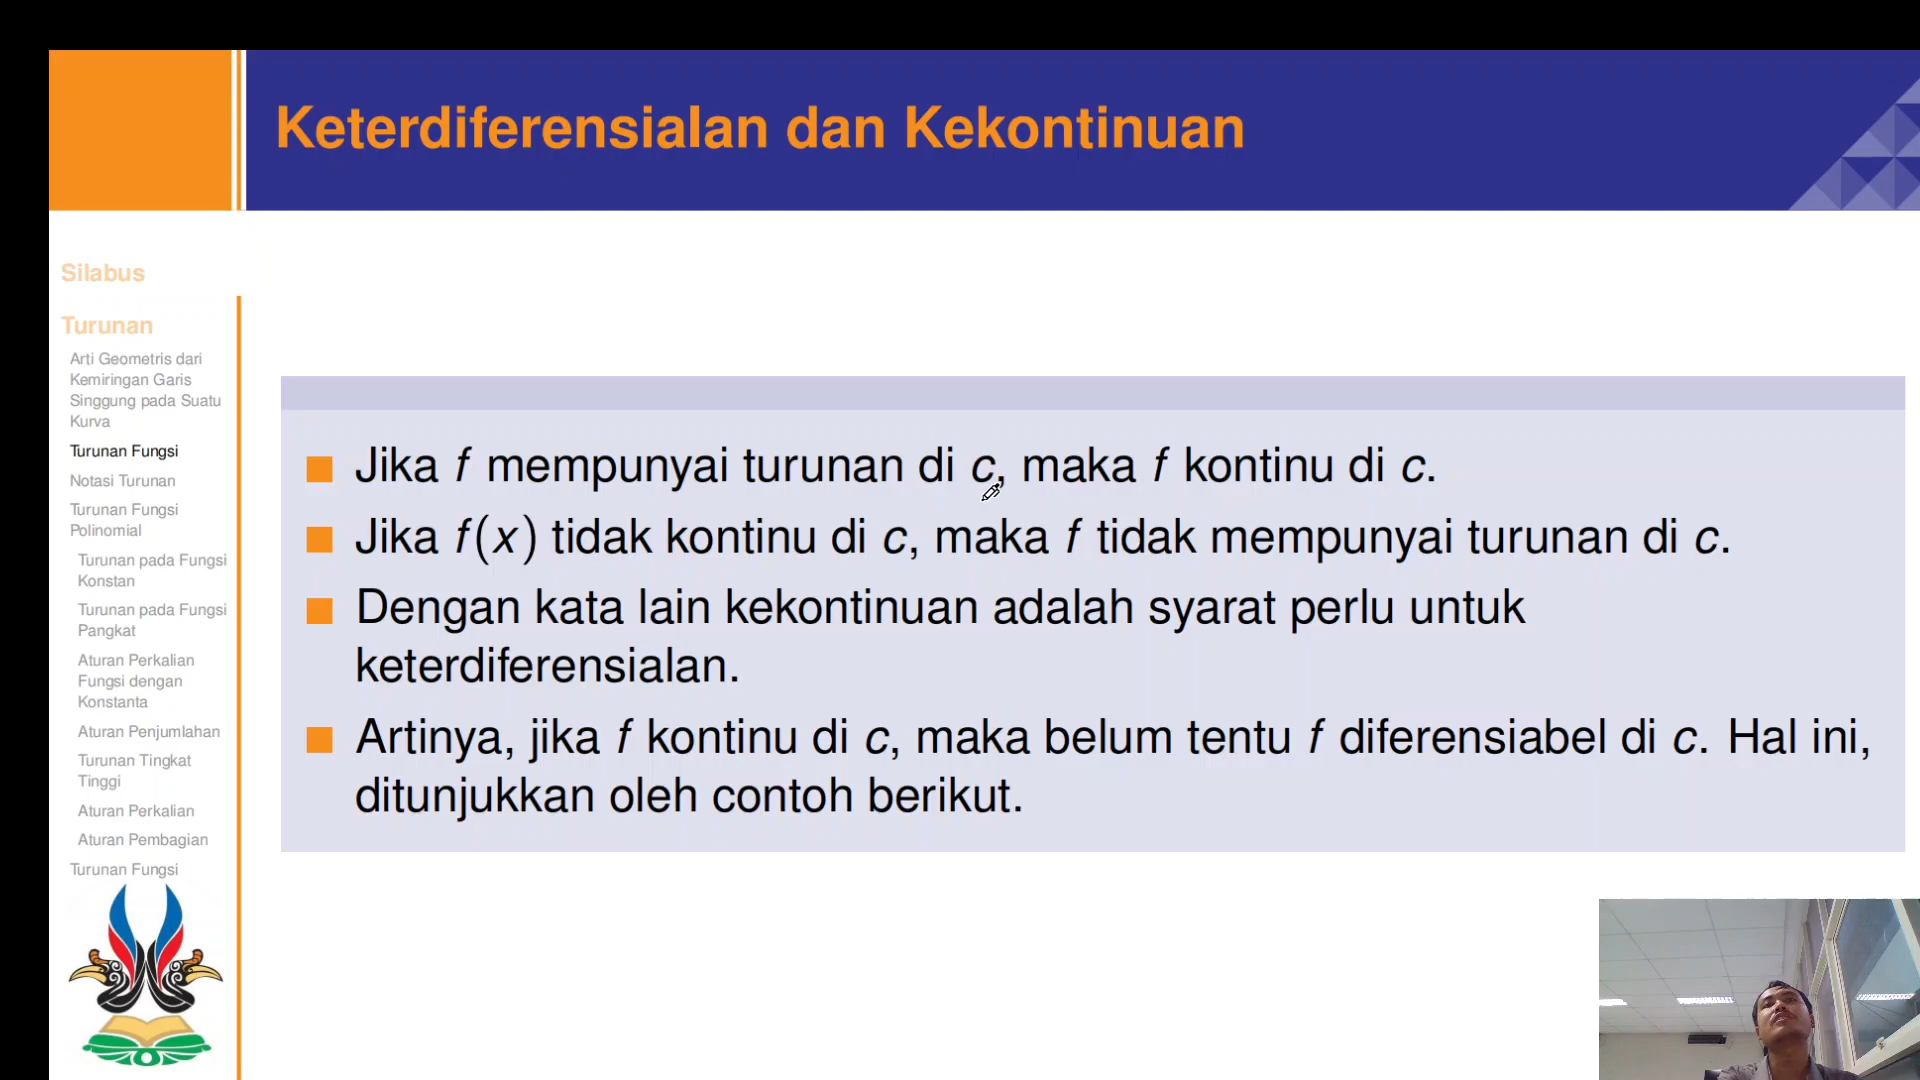 Keterdiferensialan dan Kekontinuan
Silabus
Turunan
Arti Geometris dari
Kemiringan Garis
Singgung pada Suatu
Kurva
Turunan Fungsi
Notasi Turunan
Turunan Fungsi
Polinomial
Turunan pada Fungsi
Konstan
Turunan pada Fungsi
Pangkat
Aturan Perkalian
Fungsi dengan
Konstanta
Aturan Penjumlahan
Turunan Tingkat
Tinggi
Aturan Perkalian
Aturan Pembagian
Turunan Fungsi
Jika f mempunyai turunan di c, maka f kontinu di c.
Jika f(x) tidak kontinu di c, maka f tidak mempunyai turunan di c.
Dengan kata lain kekontinuan adalah syarat perlu untuk
keterdiferensialan.
Artinya, jika f kontinu di c, maka belum tentu f diferensiabel di c. Hal ini,
ditunjukkan oleh contoh berikut.